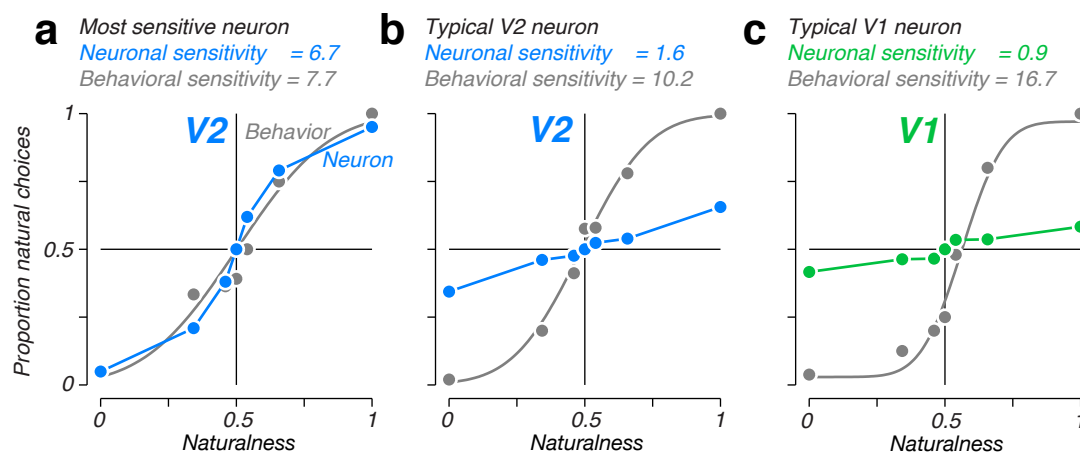 a Most sensitive neuron
Neuronal sensitivity = 6.7
Behavioral sensitivity = 7.7
V2
Behavior
Neuron
1
0.5
0
Proportion natural choices
0
0.5
1
Naturalness
b Typical V2 neuron
Neuronal sensitivity = 1.6
Behavioral sensitivity = 10.2
V2
0
0.5
1
Naturalness
c Typical V1 neuron
Neuronal sensitivity = 0.9
Behavioral sensitivity = 16.7
V1
0
0.5
1
Naturalness